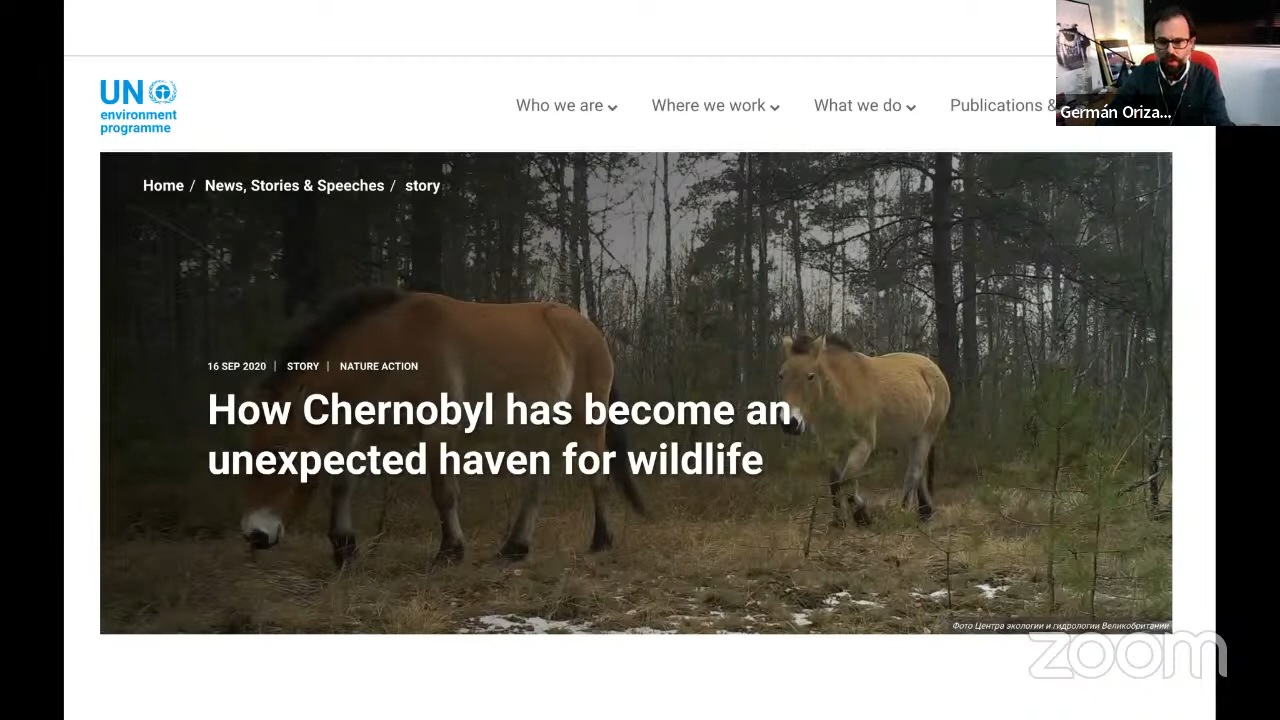 UN
environment
programme
Who we are
Where we work
What we do
Publications &
Germán Oriza...
Home / News, Stories & Speeches / story
16 SEP 2020 | STORY | NATURE ACTION
How Chernobyl has become an
unexpected haven for wildlife
Фото Центра экологии и гидрологии Великобритании
zoom